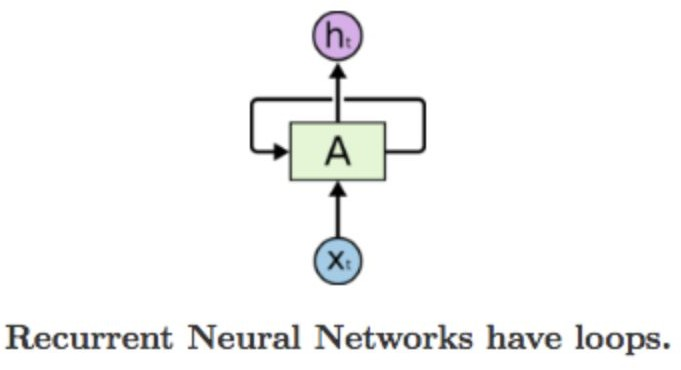 hₜ
A
xₜ
Recurrent Neural Networks have loops.